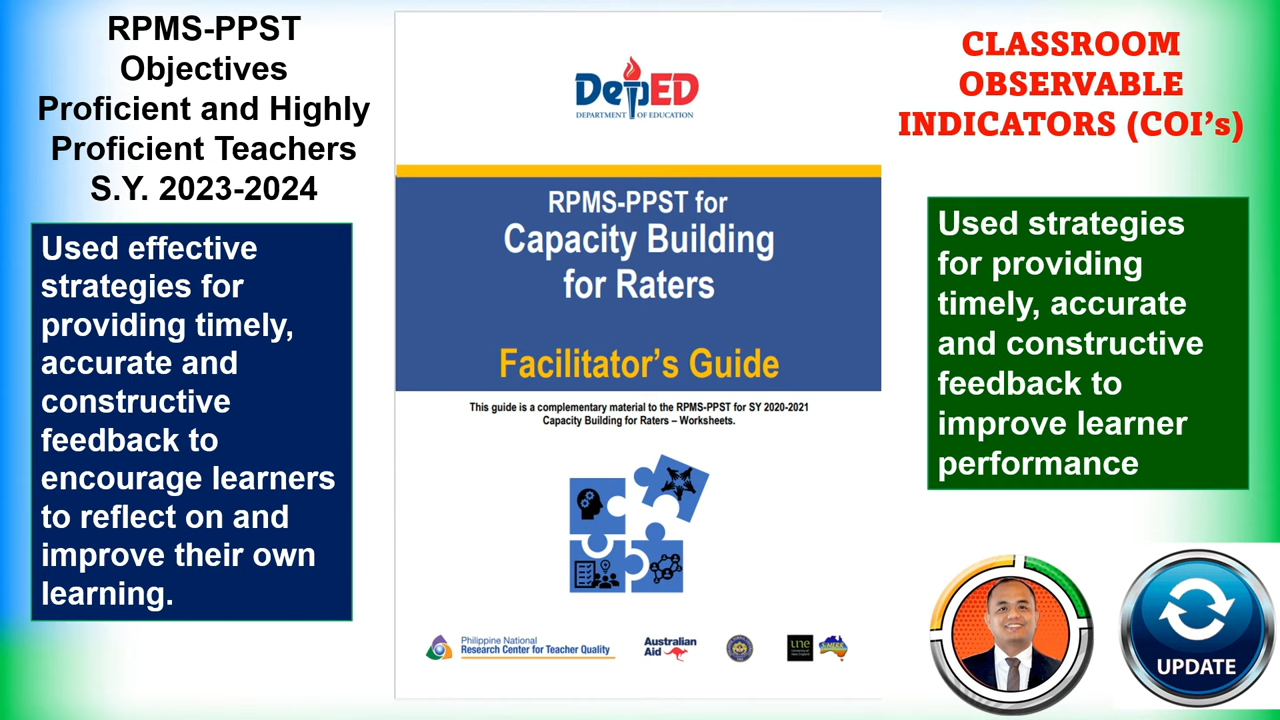 RPMS-PPST
Objectives
Proficient and Highly
Proficient Teachers
S.Y. 2023-2024
Used effective
strategies for
providing timely,
accurate and
constructive
feedback to
encourage learners
to reflect on and
improve their own
learning.
DepED
DEPARTMENT OF EDUCATION
RPMS-PPST for
Capacity Building
for Raters
Facilitator's Guide
This guide is a complementary material to the RPMS-PPST for SY 2020-2021
Capacity Building for Raters – Worksheets.
Philippine National
Research Center for Teacher Quality
Australian
Aid
une
CLASSROOM
OBSERVABLE
INDICATORS (COI's)
Used strategies
for providing
timely, accurate
and constructive
feedback to
improve learner
performance
UPDATE